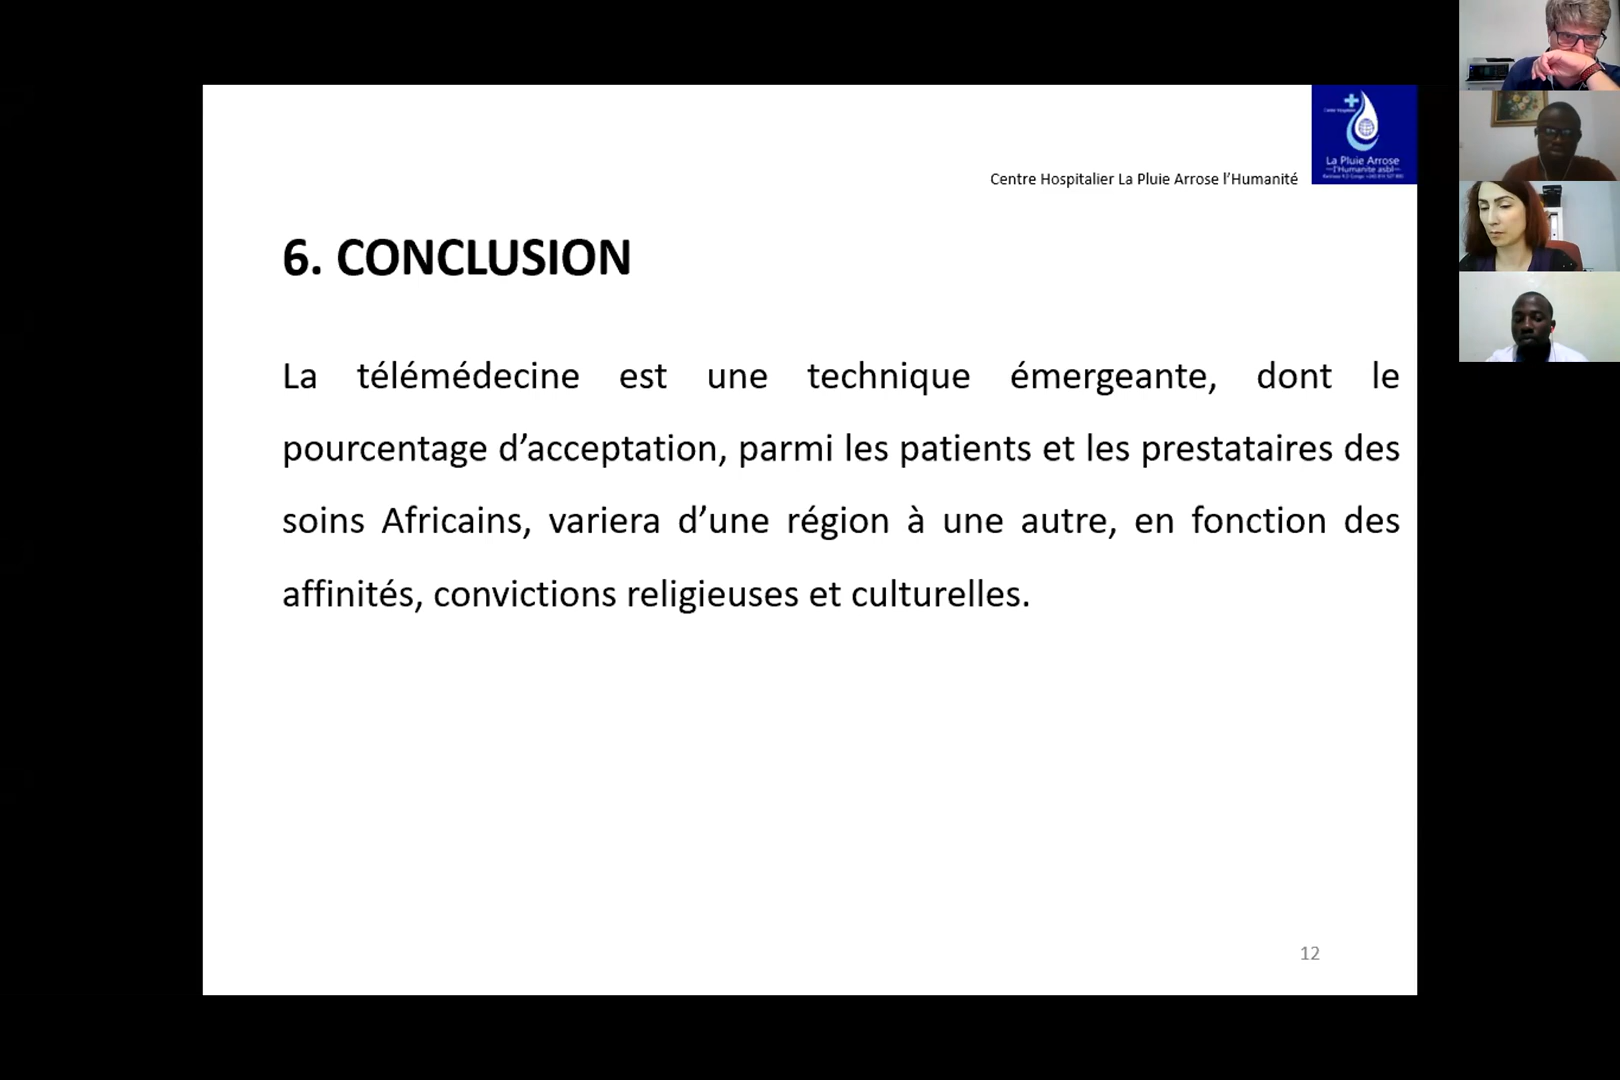 Centre Hospitalier La Pluie Arrose l’Humanité
La Pluie Arrose
l'Humanite asbl
6. CONCLUSION
La télémédecine est une technique émergeante, dont le
pourcentage d’acceptation, parmi les patients et les prestataires des
soins Africains, variera d’une région à une autre, en fonction des
affinités, convictions religieuses et culturelles.
12